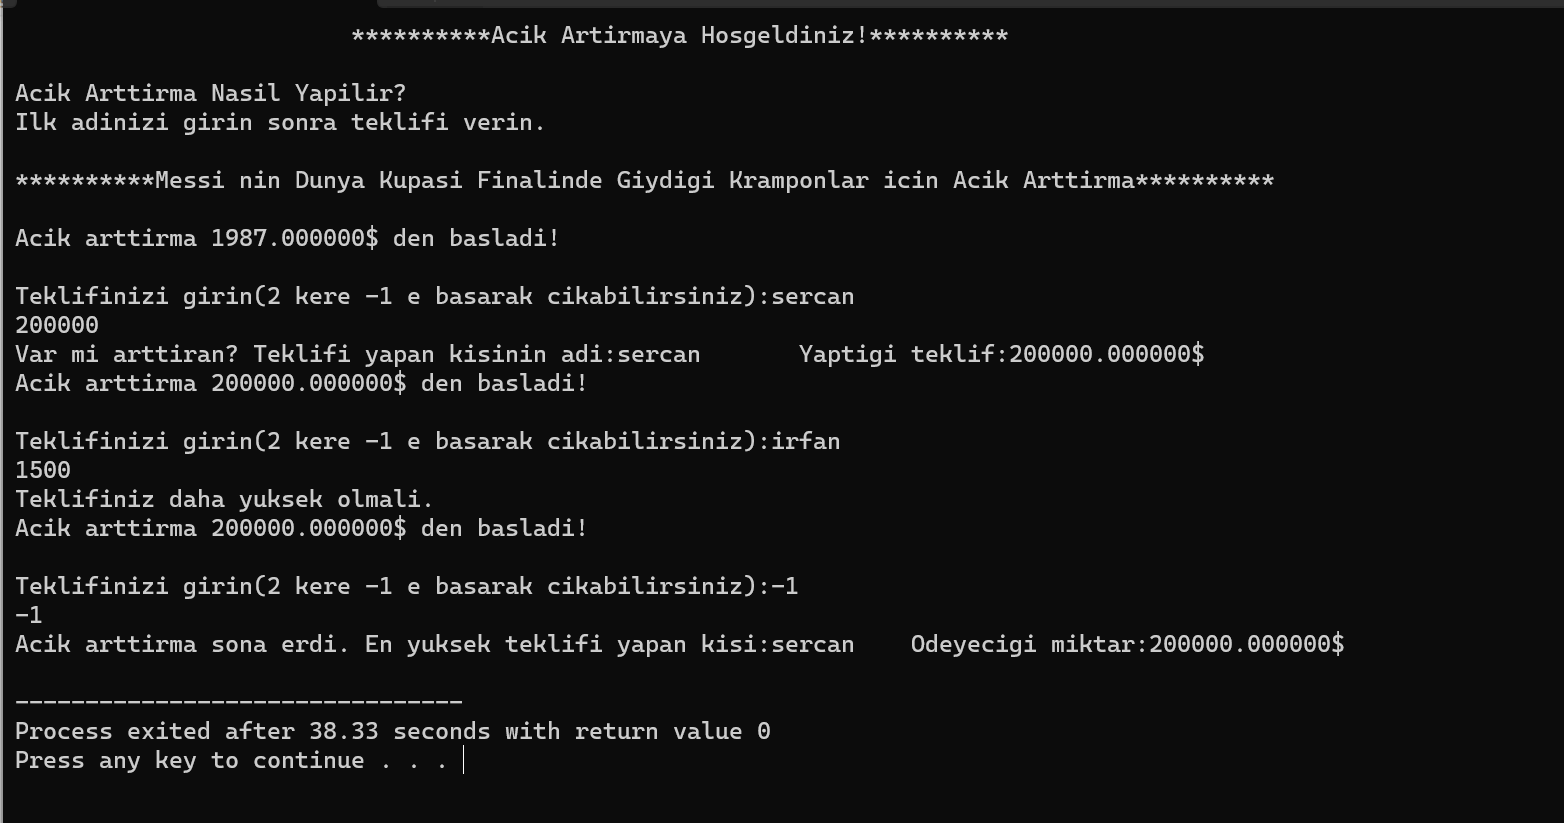 **********Acik Artirmaya Hosgeldiniz!**********
Acik Arttirma Nasil Yapilir?
Ilk adinizi girin sonra teklifi verin.
**********Messi nin Dunya Kupasi Finalinde Giydigi Kramponlar icin Acik Arttirma**********
Acik arttirma 1987.000000$ den basladi!
Teklifinizi girin(2 kere -1 e basarak cikabilirsiniz):sercan
200000
Var mi arttiran? Teklifi yapan kisinin adi:sercan       Yaptigi teklif:200000.000000$
Acik arttirma 200000.000000$ den basladi!
Teklifinizi girin(2 kere -1 e basarak cikabilirsiniz):irfan
1500
Teklifiniz daha yuksek olmali.
Acik arttirma 200000.000000$ den basladi!
Teklifinizi girin(2 kere -1 e basarak cikabilirsiniz):-1
-1
Acik arttirma sona erdi. En yuksek teklifi yapan kisi:sercan    Odeyecigi miktar:200000.000000$
--------------------------------
Process exited after 38.33 seconds with return value 0
Press any key to continue . . .